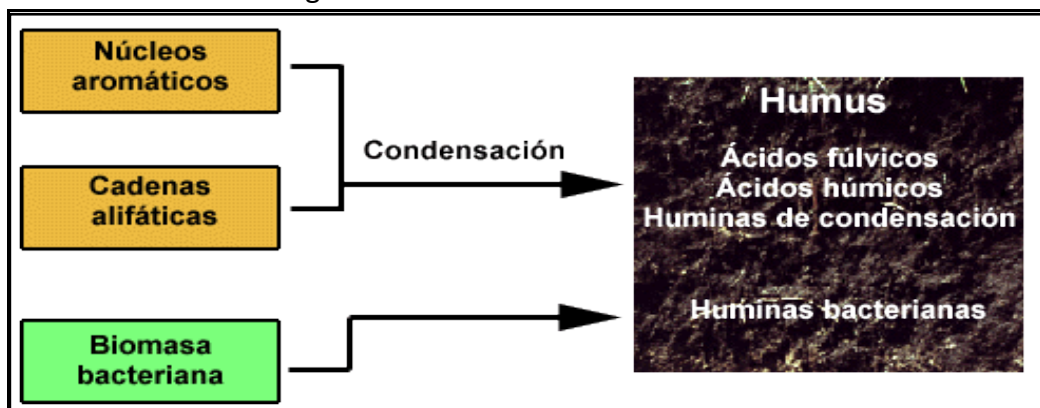 Núcleos
aromáticos
Cadenas
alifáticas
Biomasa
bacteriana
Condensación
Humus
Ácidos fúlvicos
Ácidos húmicos
Huminas de condensación
Huminas bacterianas